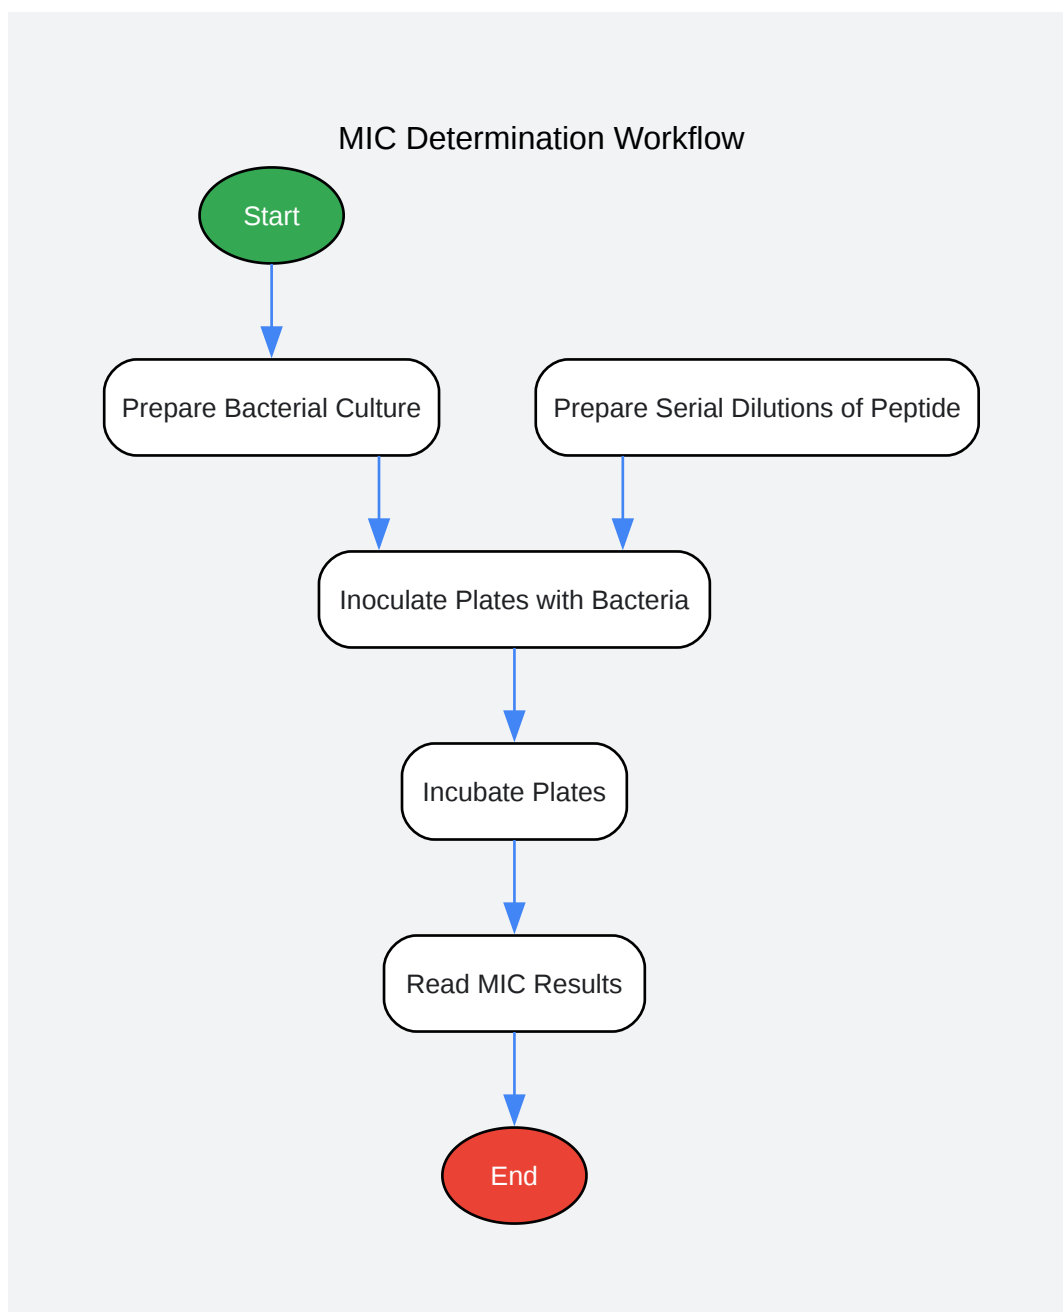 MIC Determination Workflow
Start
Prepare Bacterial Culture
Prepare Serial Dilutions of Peptide
Inoculate Plates with Bacteria
Incubate Plates
Read MIC Results
End